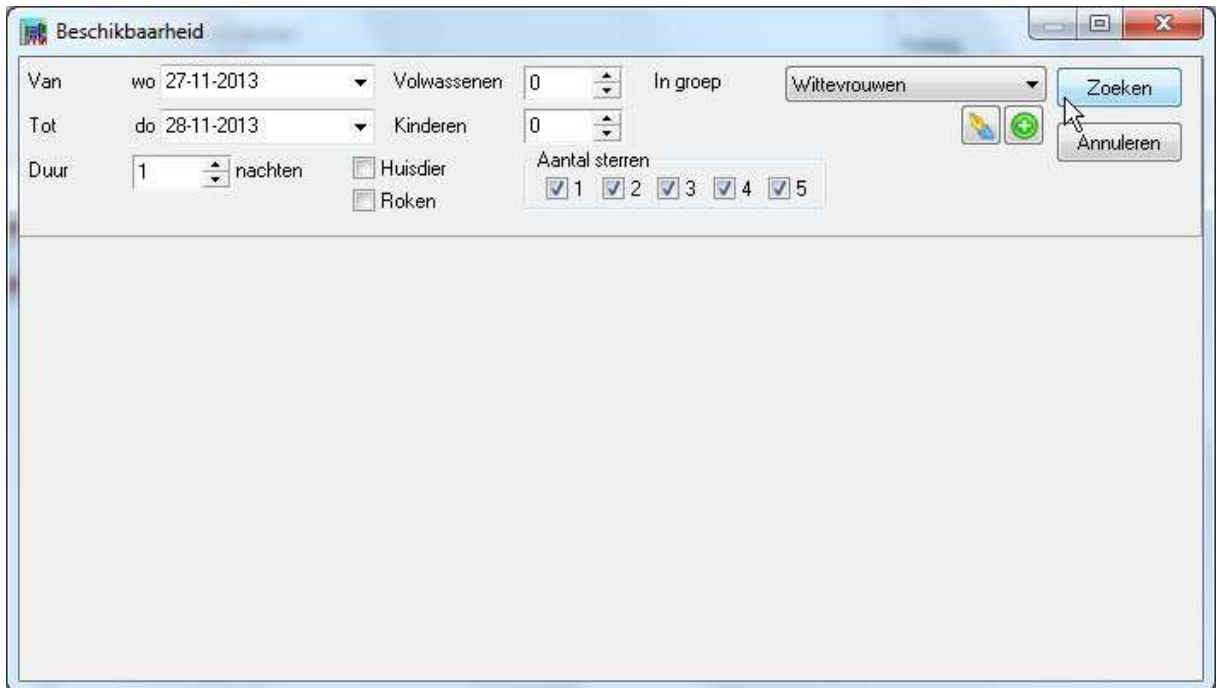 Beschikbaarheid
Van wo 27-11-2013 Volwassenen 0 In groep Wittevrouwen Zoeken
Tot do 28-11-2013 Kinderen 0 Annuleren
Duur 1 nachten Huisdier Aantal sterren
Roken 1 2 3 4 5